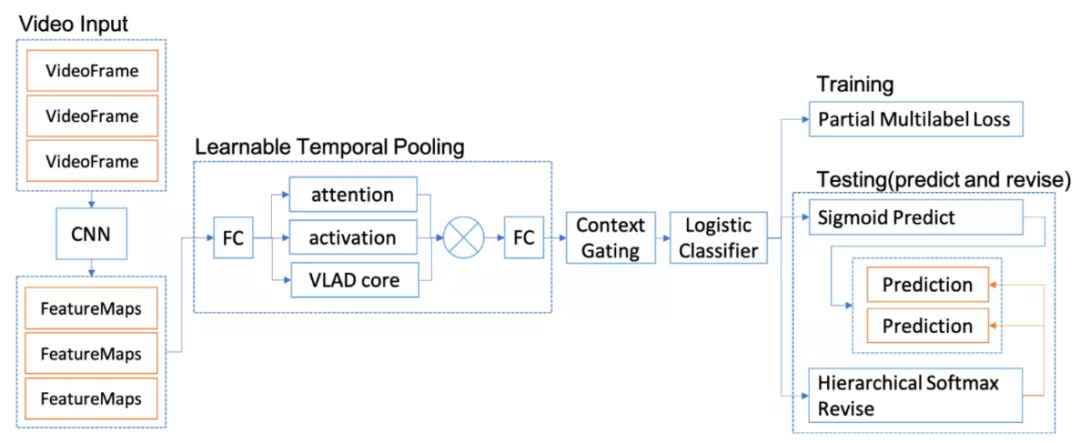 Video Input
VideoFrame
VideoFrame
VideoFrame
CNN
FeatureMaps
FeatureMaps
FeatureMaps
Learnable Temporal Pooling
FC
attention
activation
VLAD core
FC
Context
Gating
Logistic
Classifier
Training
Partial Multilabel Loss
Testing(predict and revise)
Sigmoid Predict
Prediction
Prediction
Hierarchical Softmax
Revise